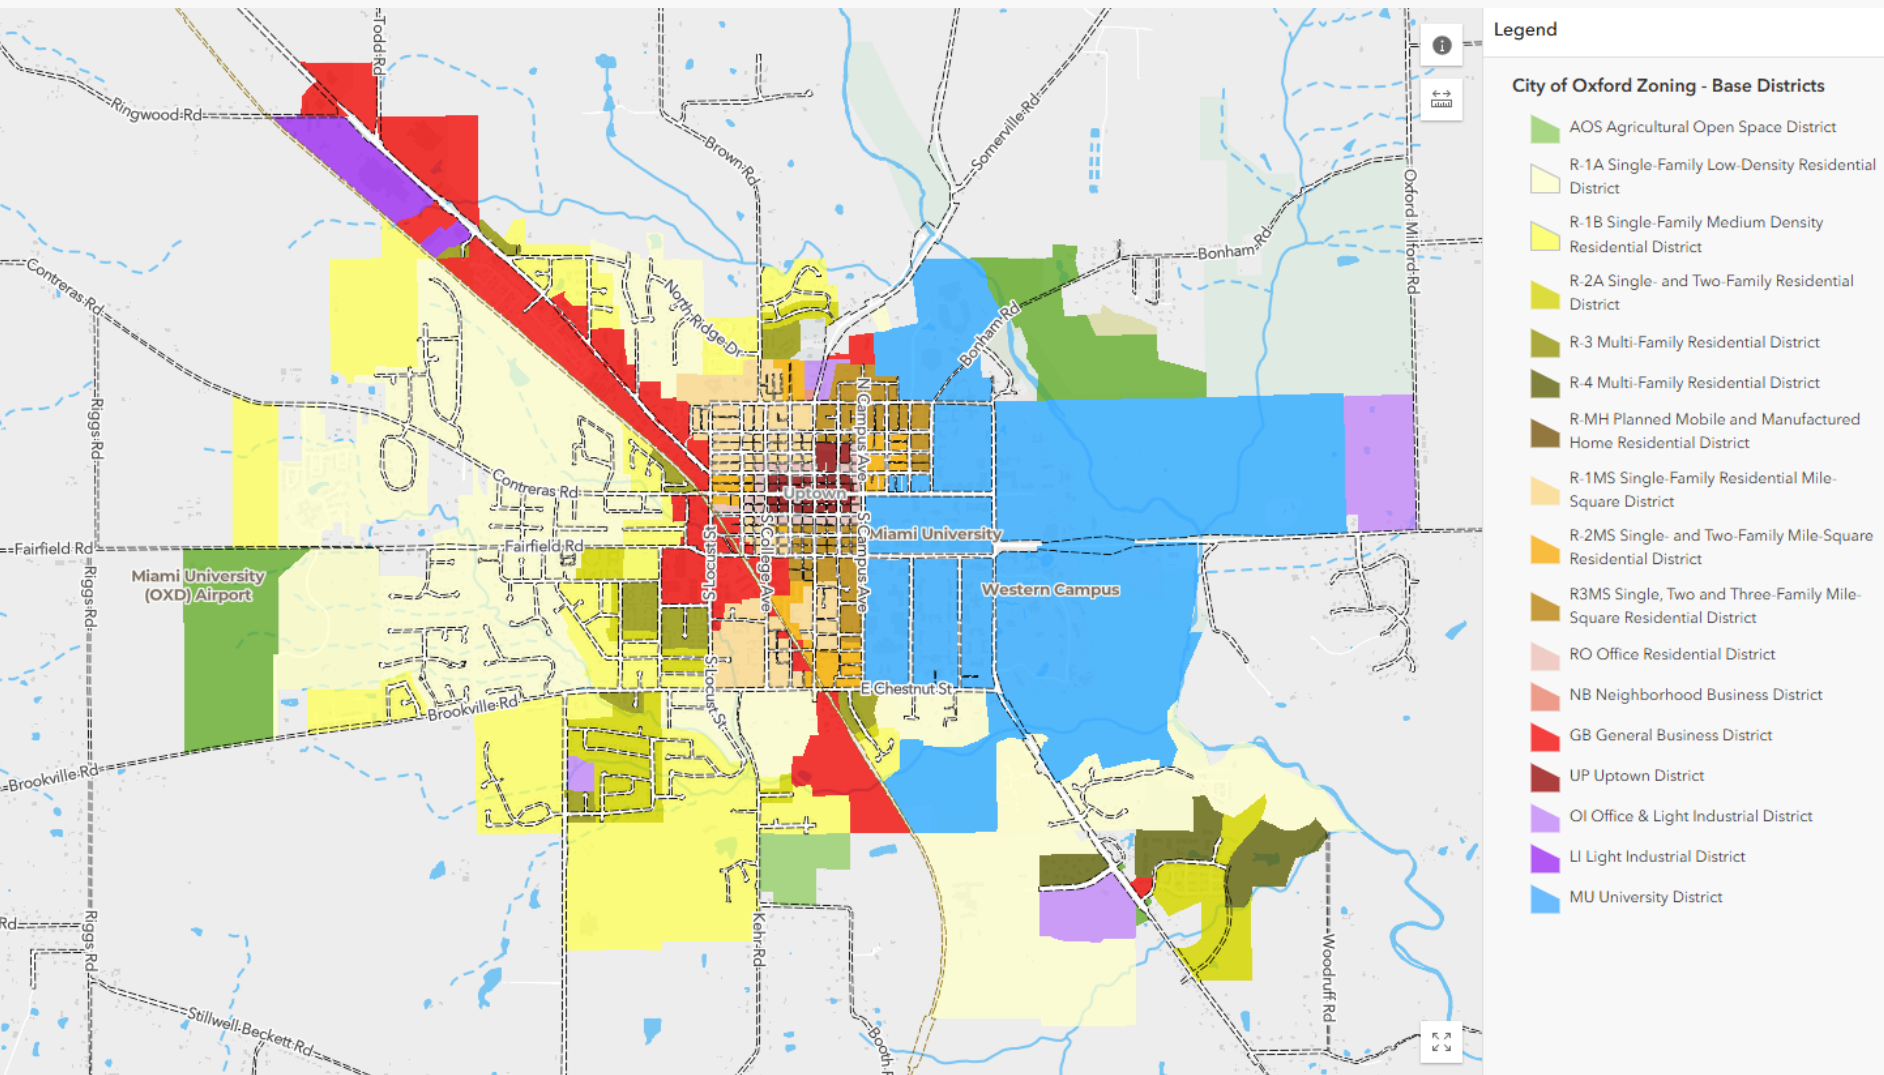 Legend
City of Oxford Zoning - Base Districts
AOS Agricultural Open Space District
R-1A Single-Family Low-Density Residential
District
R-1B Single-Family Medium Density
Residential District
R-2A Single- and Two-Family Residential
District
R-3 Multi-Family Residential District
R-4 Multi-Family Residential District
R-MH Planned Mobile and Manufactured
Home Residential District
R-1MS Single-Family Residential Mile-
Square District
R-2MS Single- and Two-Family Mile-Square
Residential District
R3MS Single, Two and Three-Family Mile-
Square Residential District
RO Office Residential District
NB Neighborhood Business District
GB General Business District
UP Uptown District
OI Office & Light Industrial District
LI Light Industrial District
MU University District
Todd Rd
Ringwood Rd
Brown Rd
Somerville Rd
Oxford Milford Rd
Bonham Rd
Contreras Rd
North Ridge Dr
Bonham Rd
Riggs Rd
N Campus Ave
Contreras Rd
Uptown
Miami University
Fairfield Rd
Fairfield Rd
S Locust St
S College Ave
S Campus Ave
Miami University
(OXD) Airport
Western Campus
Riggs Rd
S Locust St
E Chestnut St
Brookville Rd
Brookville Rd
Rd
Riggs Rd
Kehr Rd
Woodruff Rd
Stillwell-Beckett Rd
Booth R